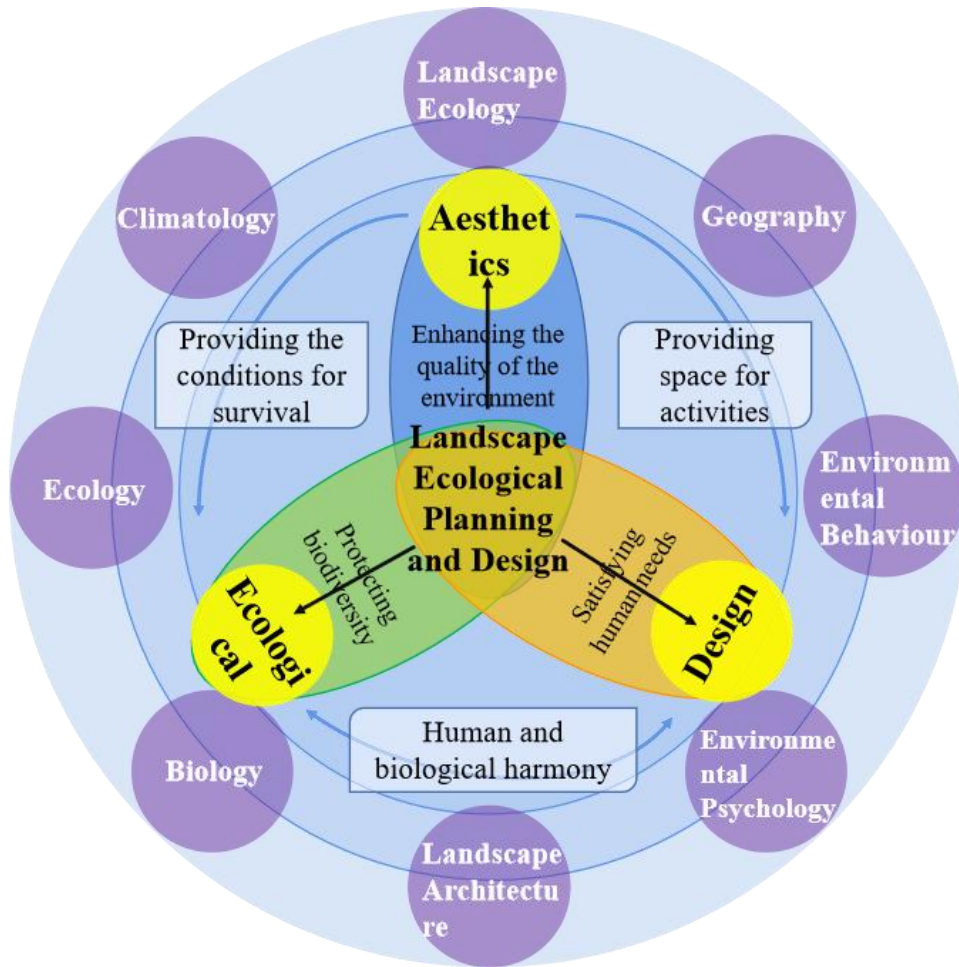 Landscape
Ecology
Climatology
Geography
Aesthet
ics
Providing the
conditions for
survival
Enhancing the
quality of the
environment
Providing
space for
activities
Landscape
Ecological
Planning
and Design
Ecology
Environm
ental
Behaviour
Protecting
biodiversity
Satisfying
human needs
Ecologi
cal
Design
Human and
biological harmony
Biology
Environme
ntal
Psychology
Landscape
Architectu
re